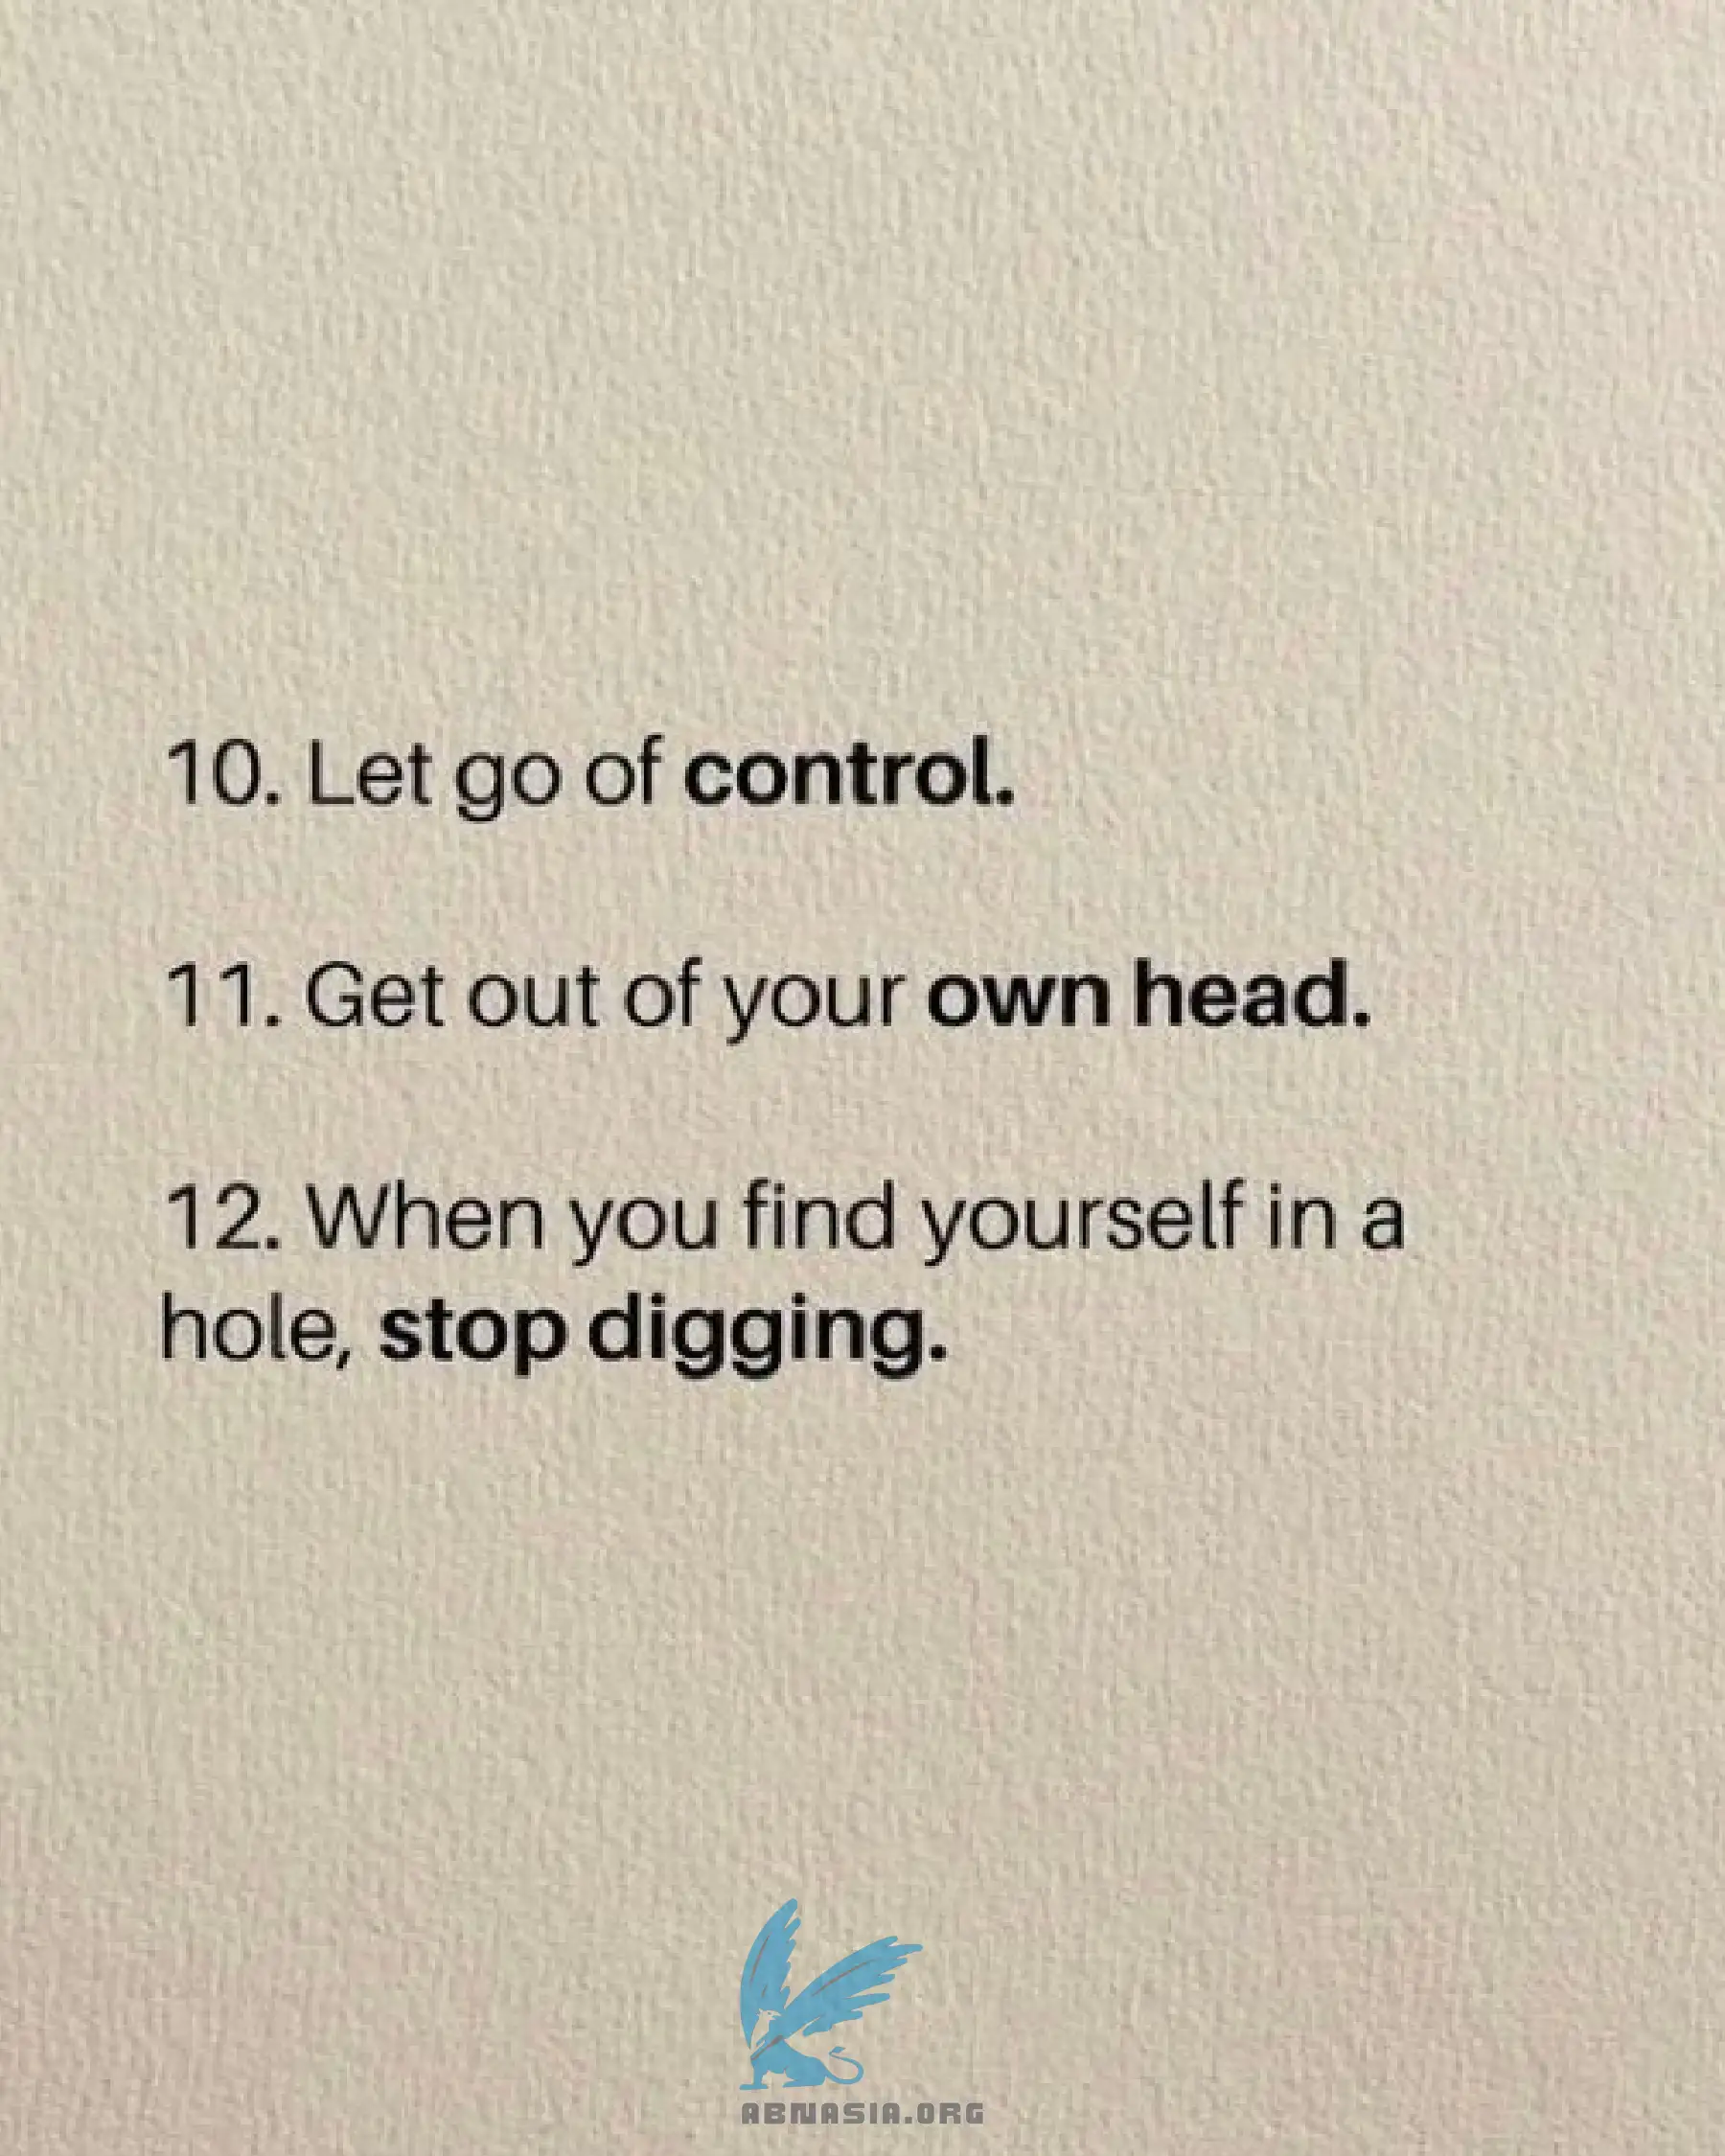 10. Let go of control.
11. Get out of your own head.
12. When you find yourself in a
hole, stop digging.
ABNASIA.ORG